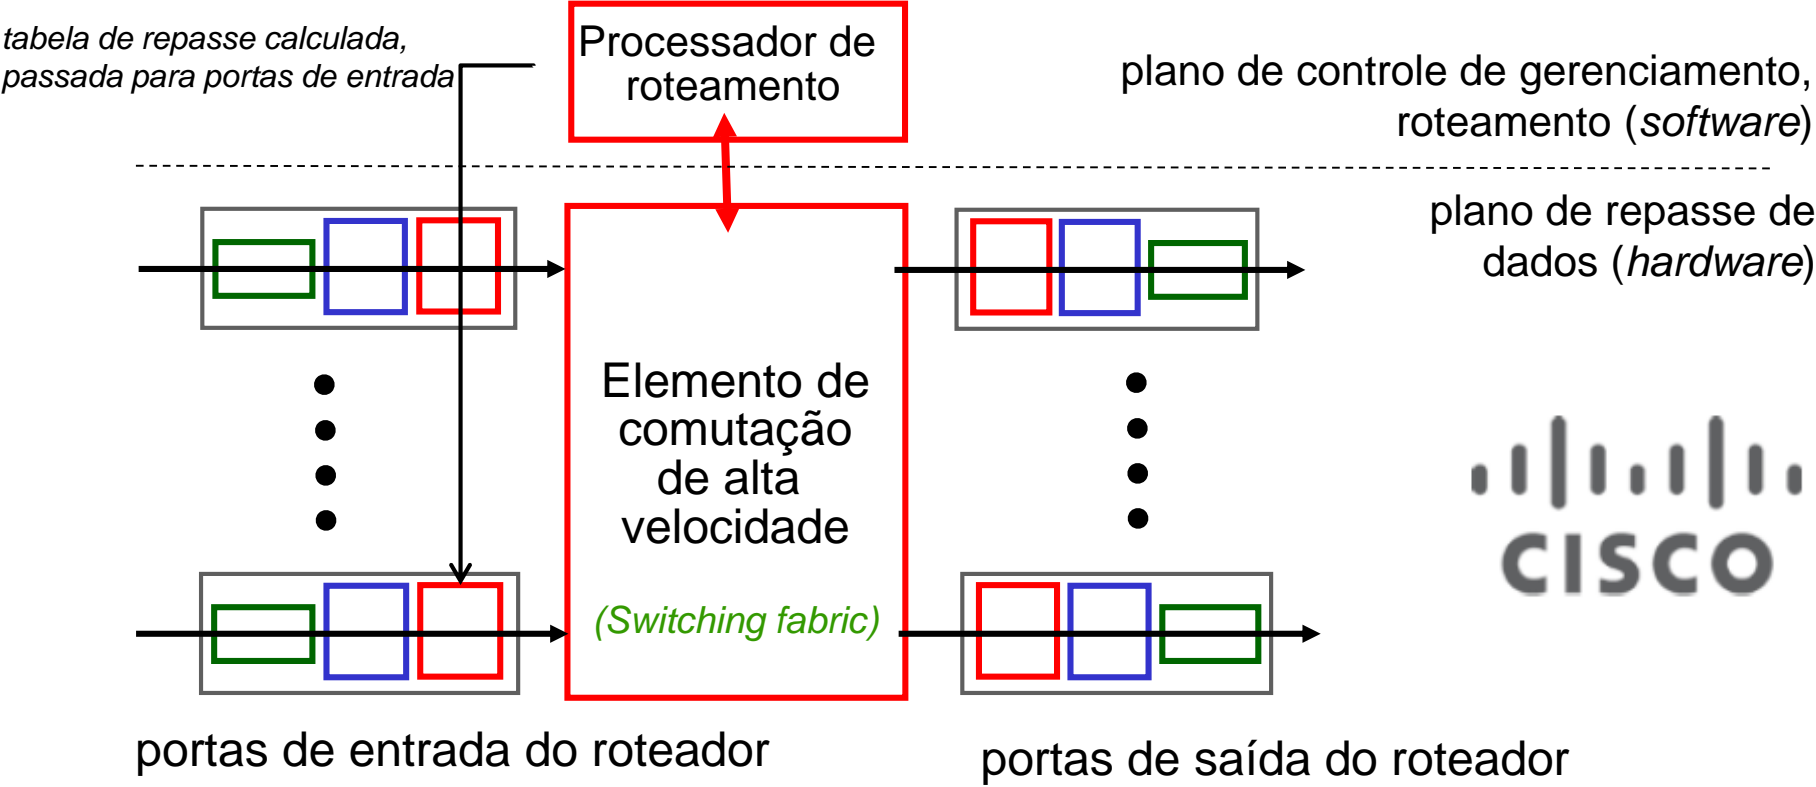 tabela de repasse calculada,
passada para portas de entrada
Processador de
roteamento
plano de controle de gerenciamento,
roteamento (software)
plano de repasse de
dados (hardware)
Elemento de
comutação
de alta
velocidade
(Switching fabric)
CISCO
portas de entrada do roteador
portas de saída do roteador